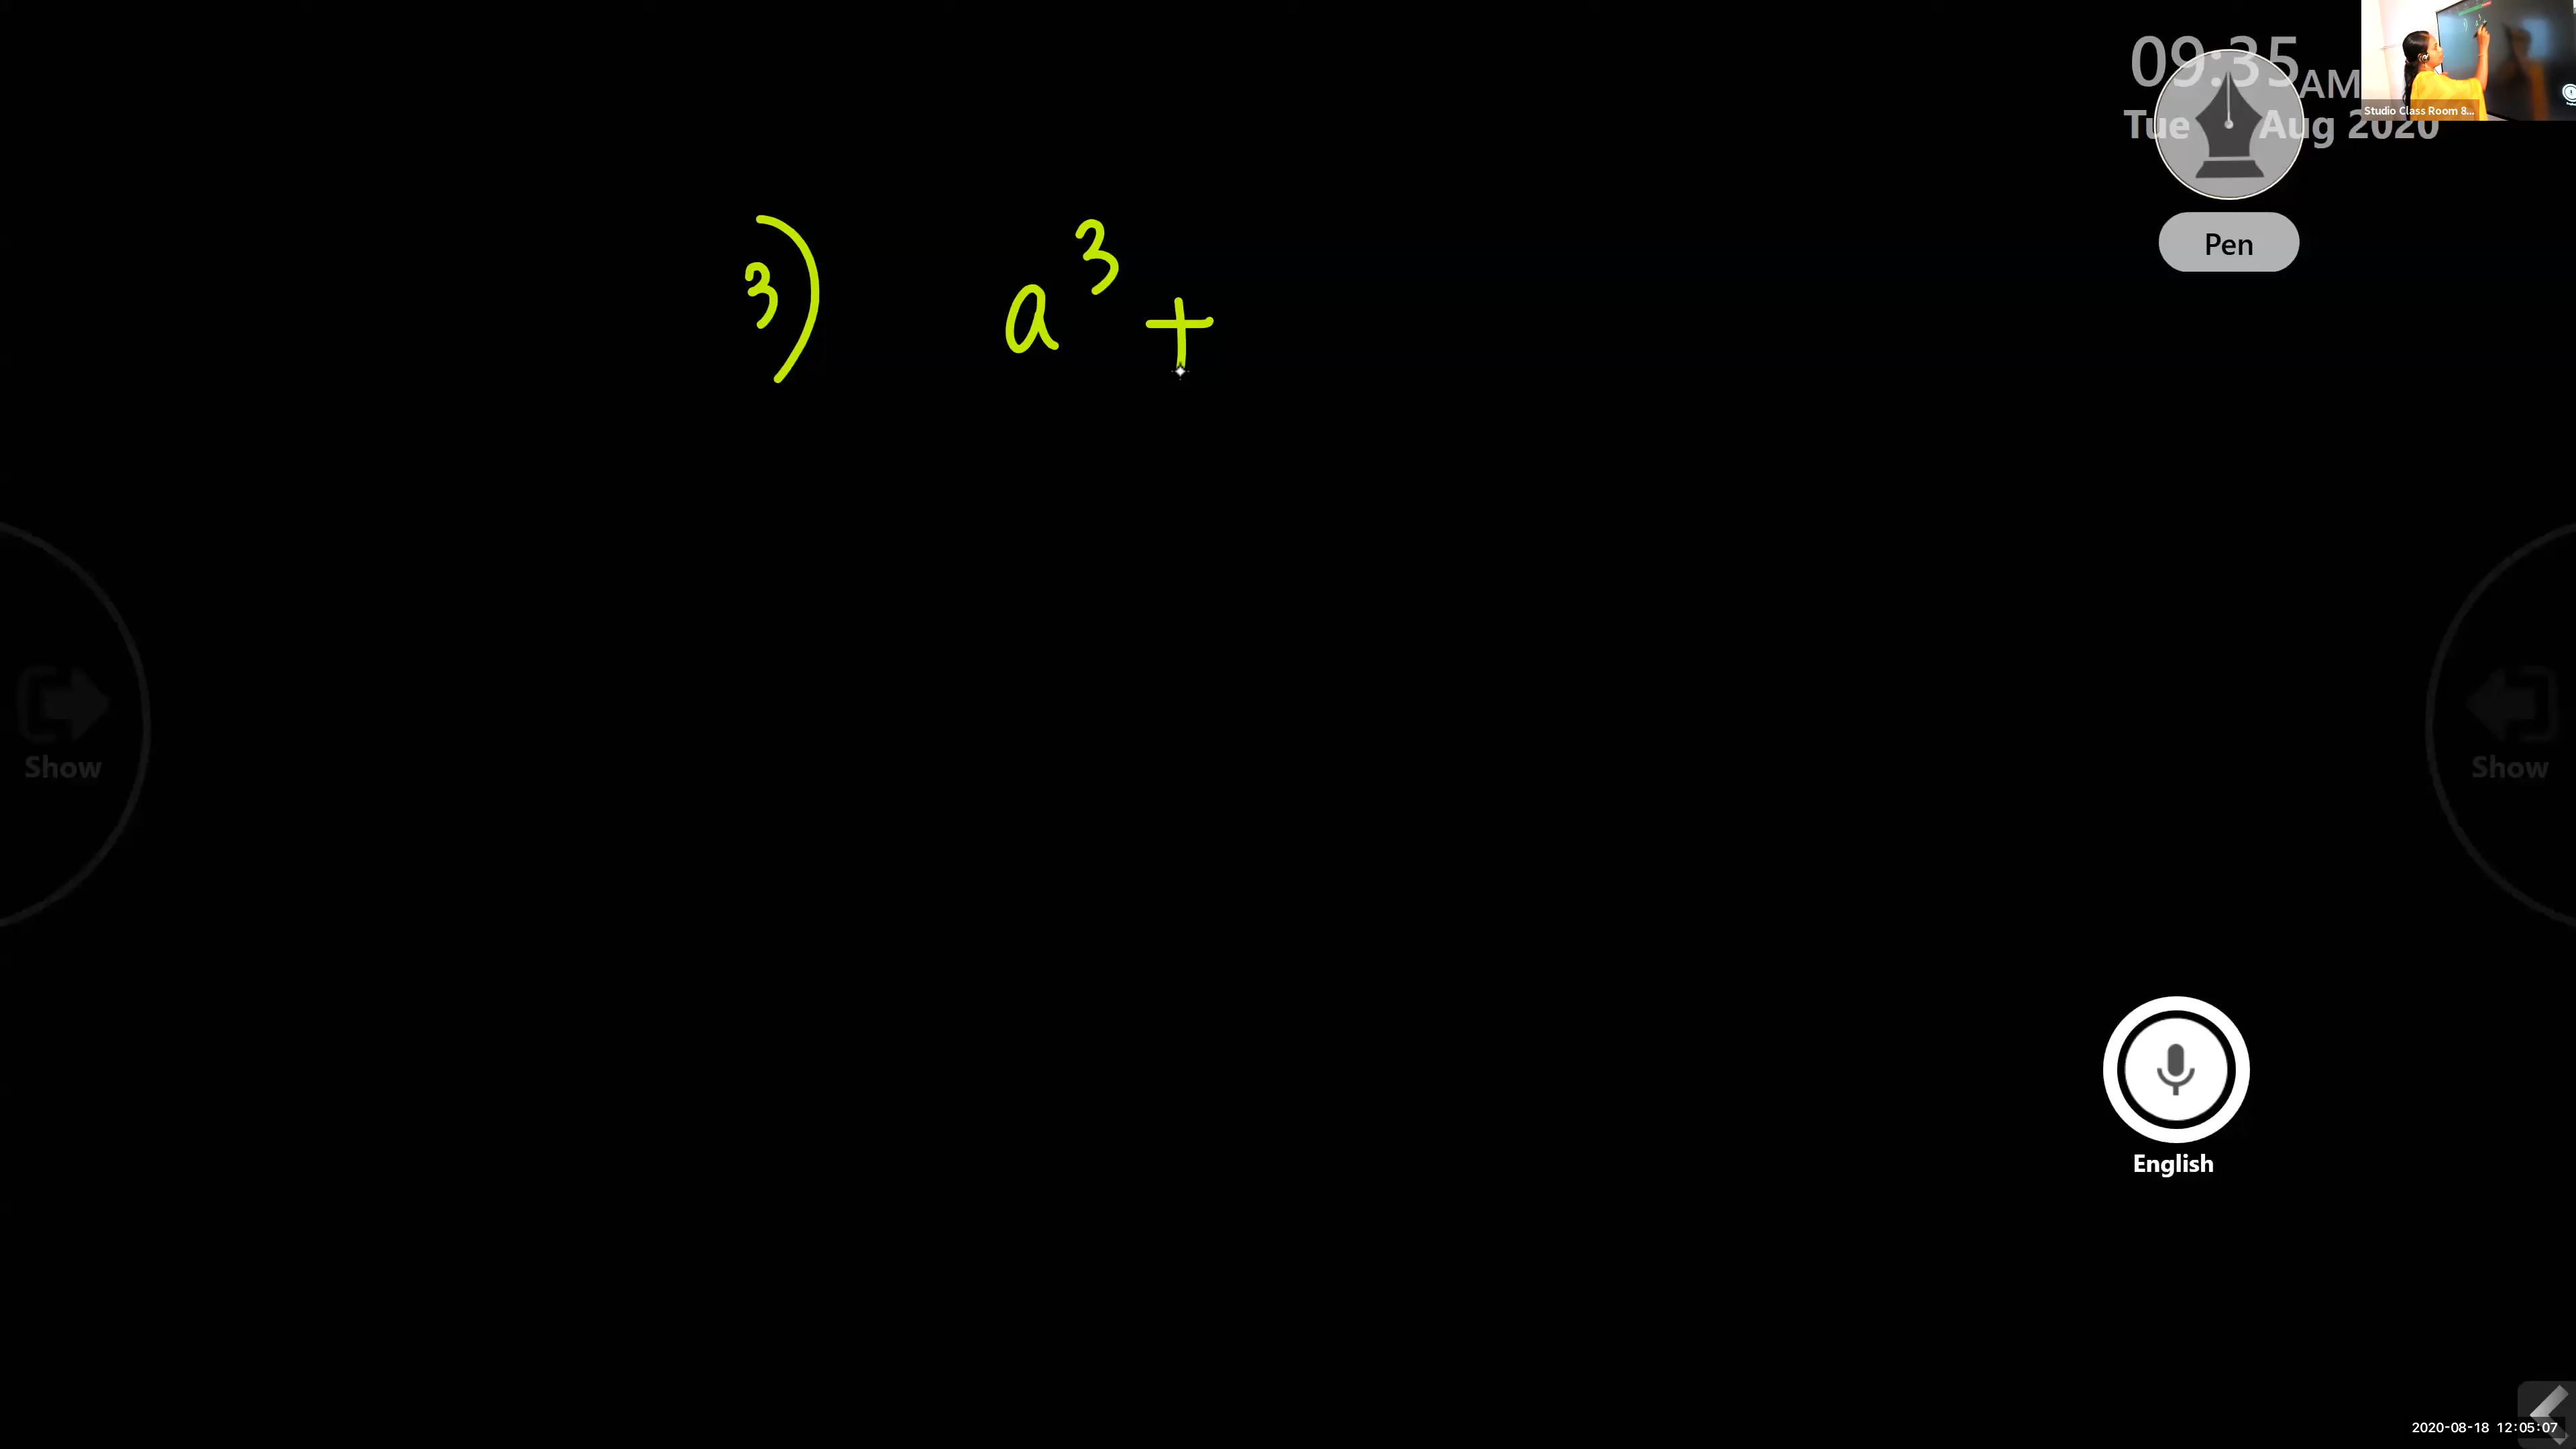 09:35 AM
Tue Aug 2020
Studio Class Room 8...
Pen
3) a³ +
Show
Show
English
2020-08-18 12:05:07